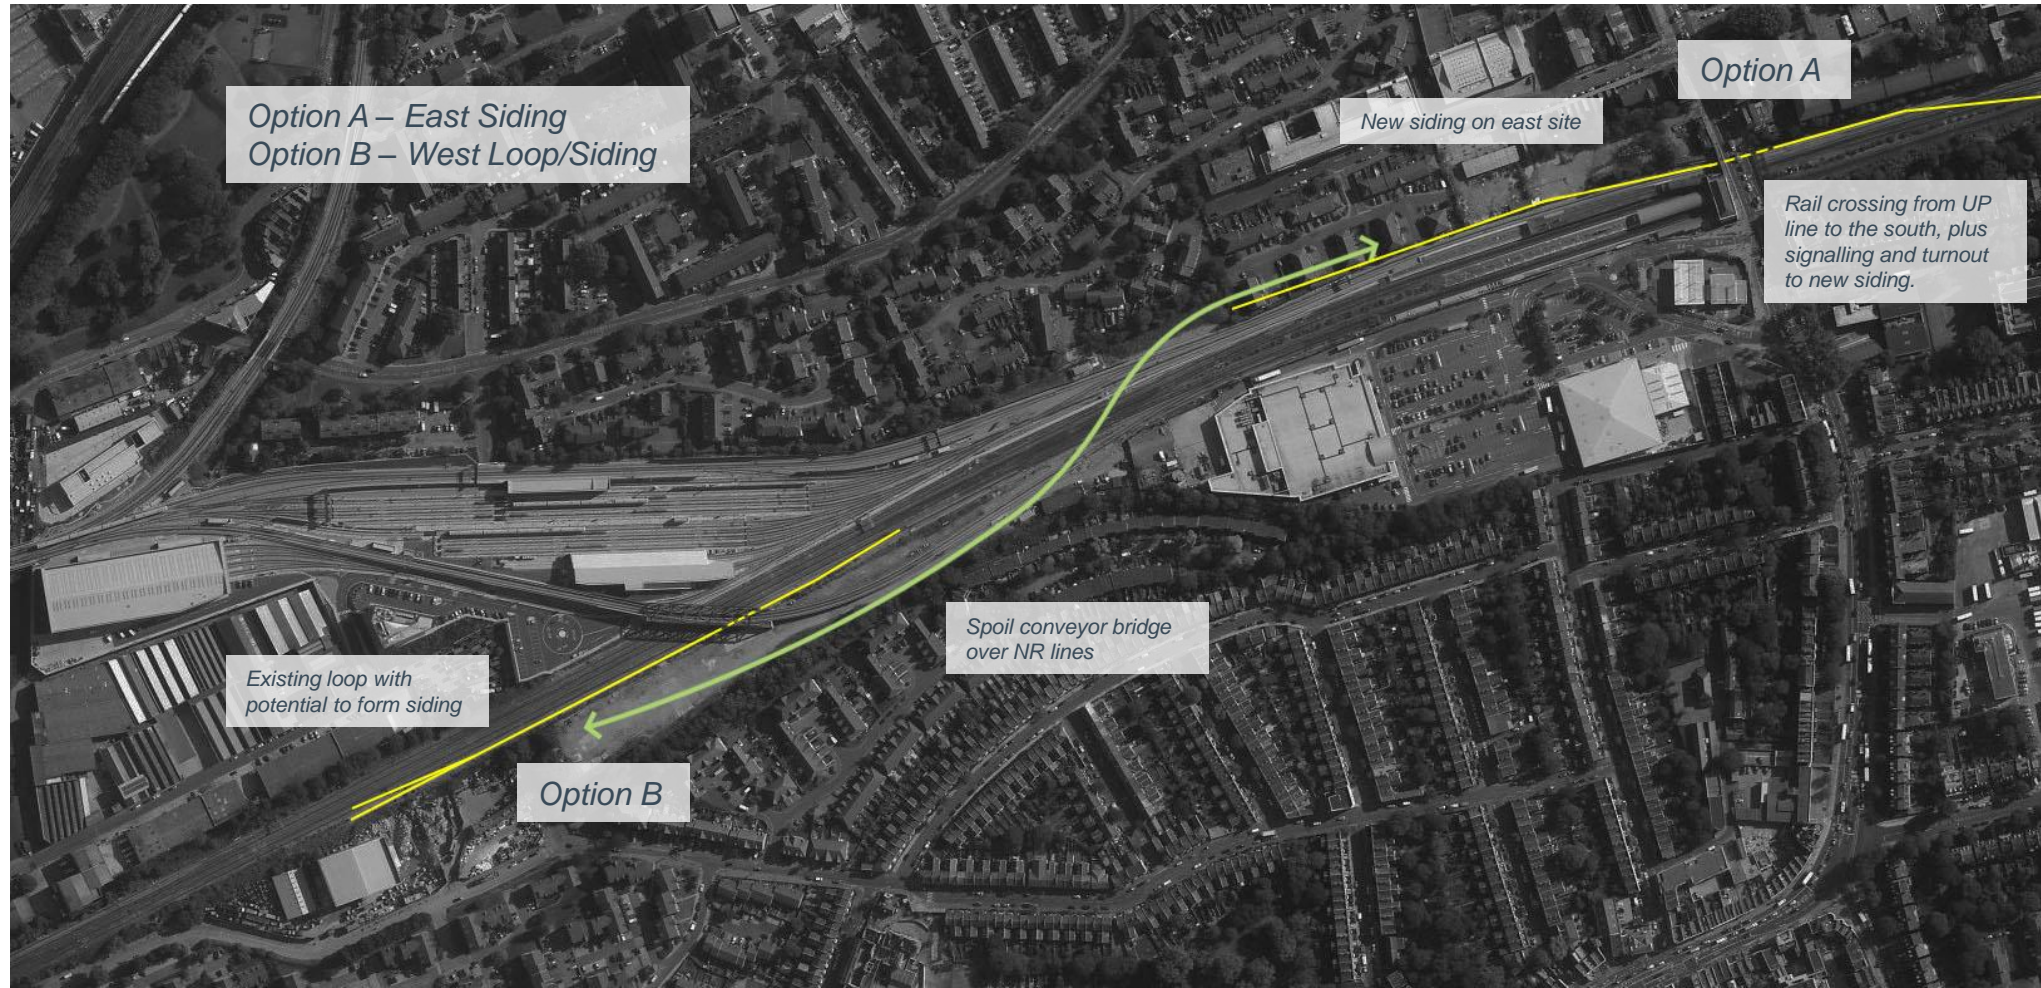 Option A – East Siding
Option B – West Loop/Siding
Option A
New siding on east site
Rail crossing from UP
line to the south, plus
signalling and turnout
to new siding.
Spoil conveyor bridge
over NR lines
Existing loop with
potential to form siding
Option B